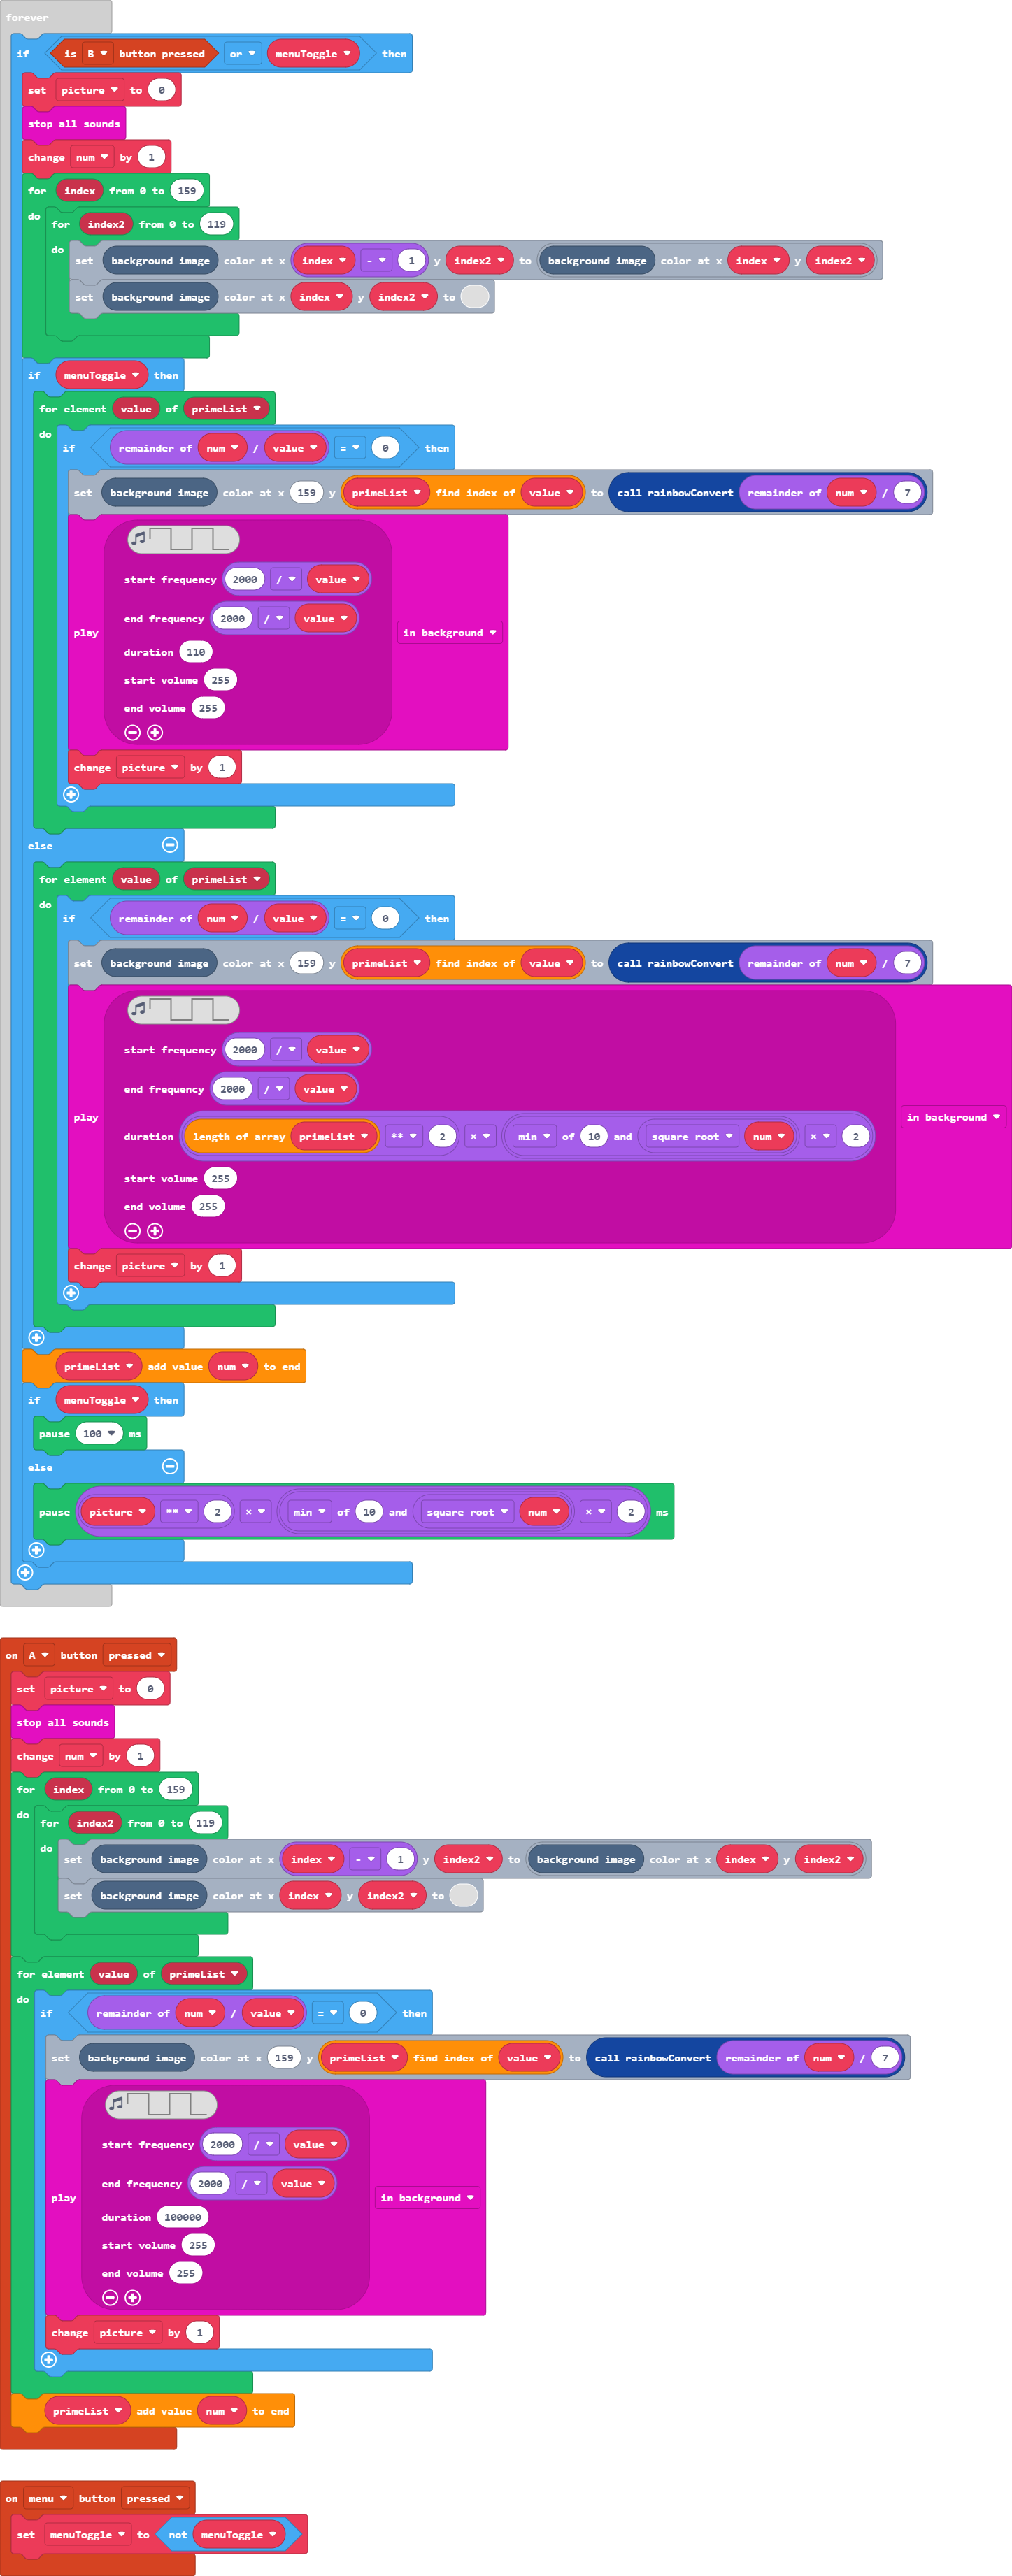 forever
if is B button pressed or menuToggle then
set picture to 0
stop all sounds
change num by 1
for index from 0 to 159
do for index2 from 0 to 119
do set background image color at x index - 1 y index2 to background image color at x index y index2
set background image color at x index y index2 to
if menuToggle then
for element value of primeList
do if remainder of num / value = 0 then
set background image color at x 159 y primeList find index of value to call rainbowConvert remainder of num / 7
start frequency 2000 / value
end frequency 2000 / value
play in background
duration 110
start volume 255
end volume 255
change picture by 1
else
for element value of primeList
do if remainder of num / value = 0 then
set background image color at x 159 y primeList find index of value to call rainbowConvert remainder of num / 7
start frequency 2000 / value
end frequency 2000 / value
play in background
duration length of array primeList ** 2 × min of 10 and square root num × 2
start volume 255
end volume 255
change picture by 1
primeList add value num to end
if menuToggle then
pause 100 ms
else
pause picture ** 2 × min of 10 and square root num × 2 ms
on A button pressed
set picture to 0
stop all sounds
change num by 1
for index from 0 to 159
do for index2 from 0 to 119
do set background image color at x index - 1 y index2 to background image color at x index y index2
set background image color at x index y index2 to
for element value of primeList
do if remainder of num / value = 0 then
set background image color at x 159 y primeList find index of value to call rainbowConvert remainder of num / 7
start frequency 2000 / value
end frequency 2000 / value
play in background
duration 100000
start volume 255
end volume 255
change picture by 1
primeList add value num to end
on menu button pressed
set menuToggle to not menuToggle